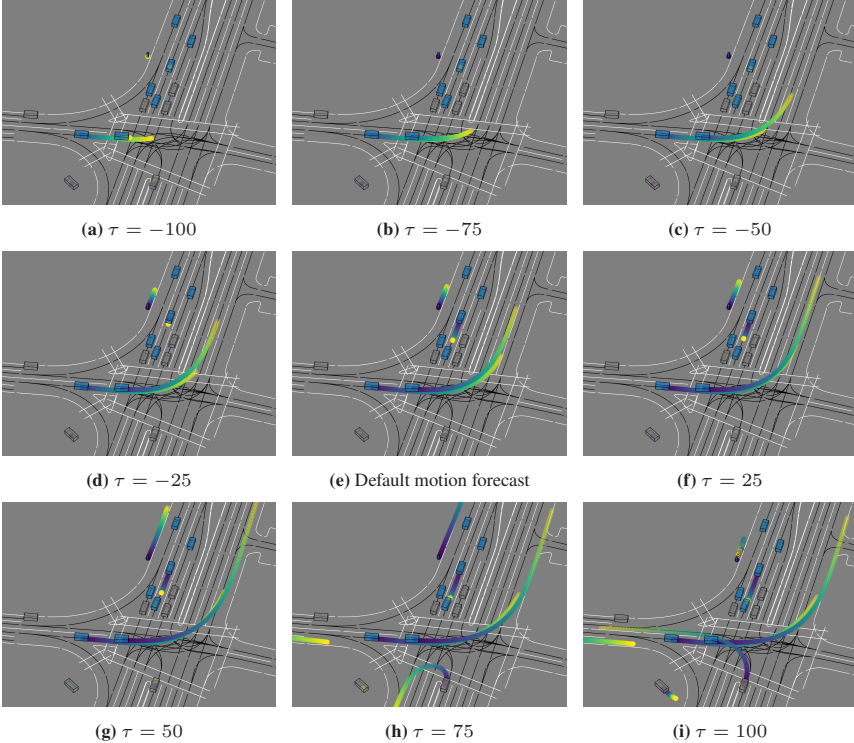 (a) τ = −100
(b) τ = −75
(c) τ = −50
(d) τ = −25
(e) Default motion forecast
(f) τ = 25
(g) τ = 50
(h) τ = 75
(i) τ = 100